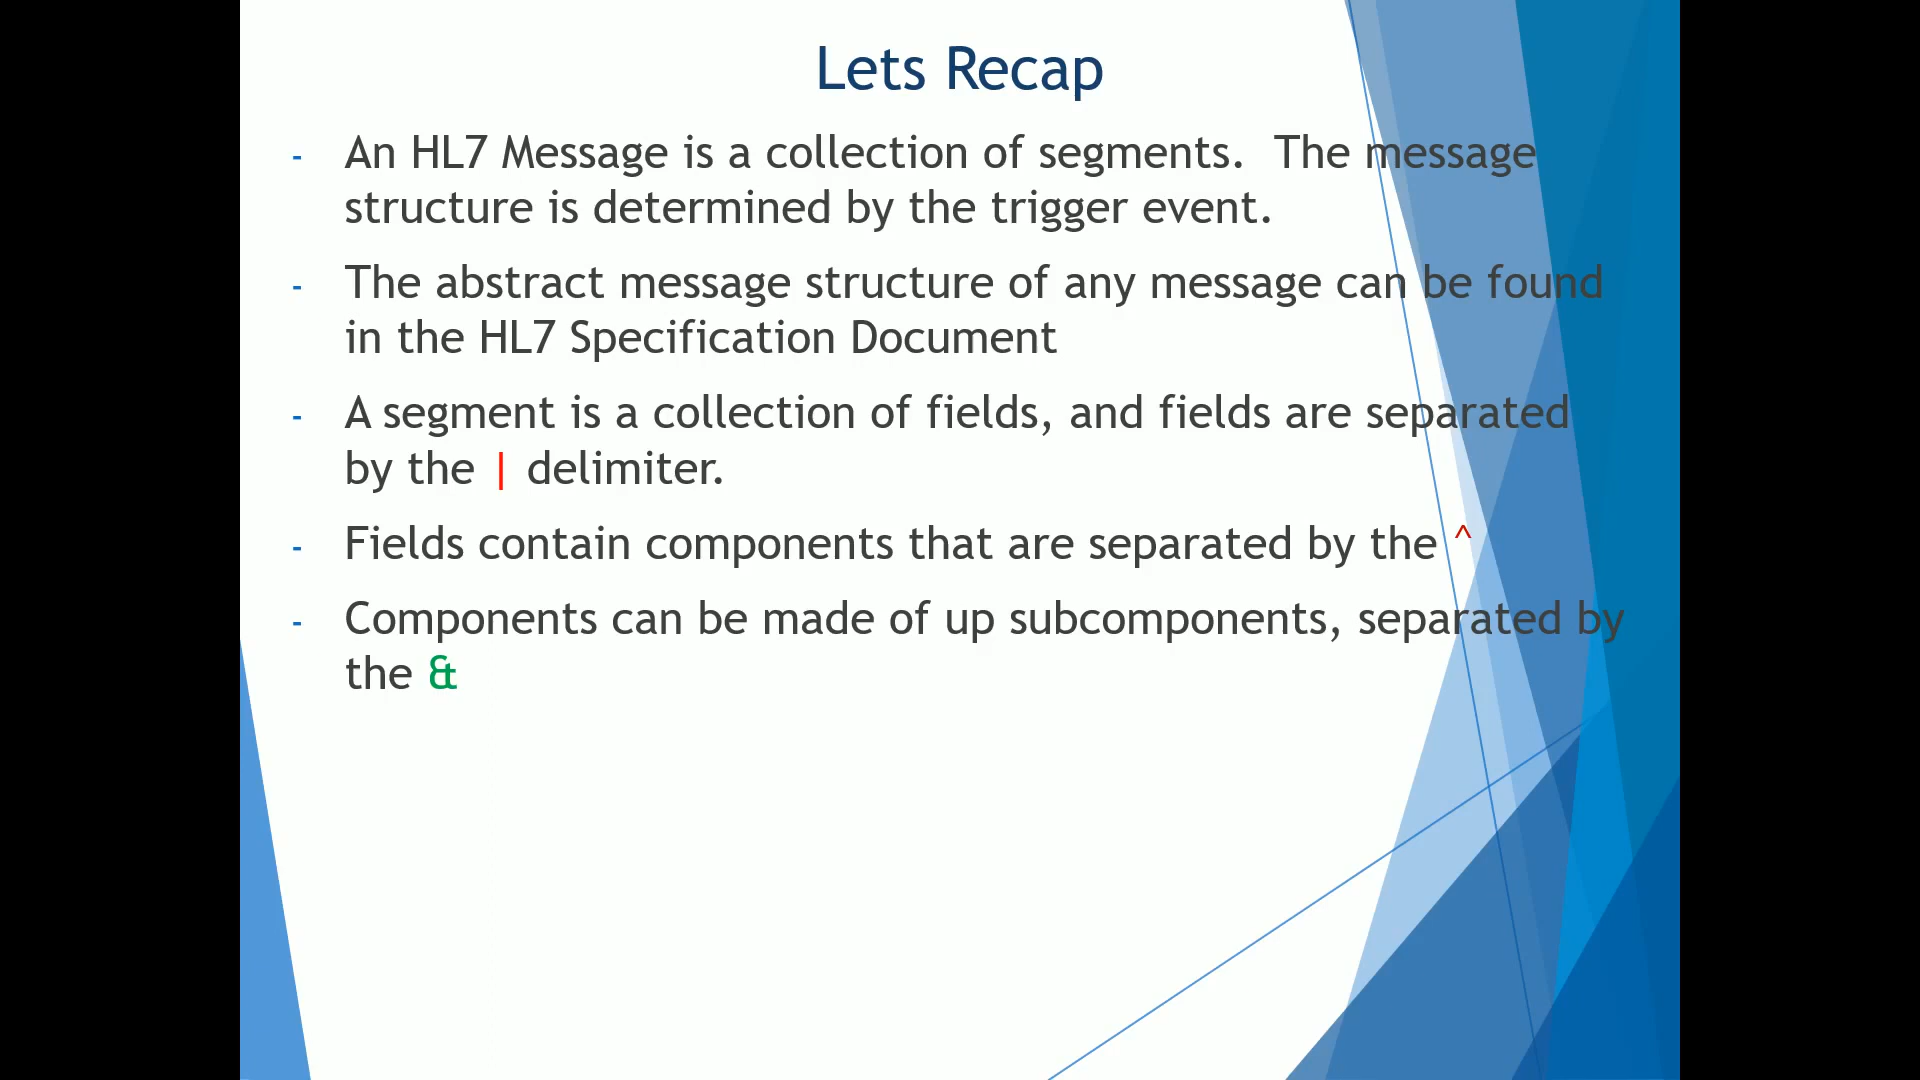 Lets Recap
- An HL7 Message is a collection of segments.  The message
structure is determined by the trigger event.
- The abstract message structure of any message can be found
in the HL7 Specification Document
- A segment is a collection of fields, and fields are separated
by the | delimiter.
- Fields contain components that are separated by the ^
- Components can be made of up subcomponents, separated by
the &